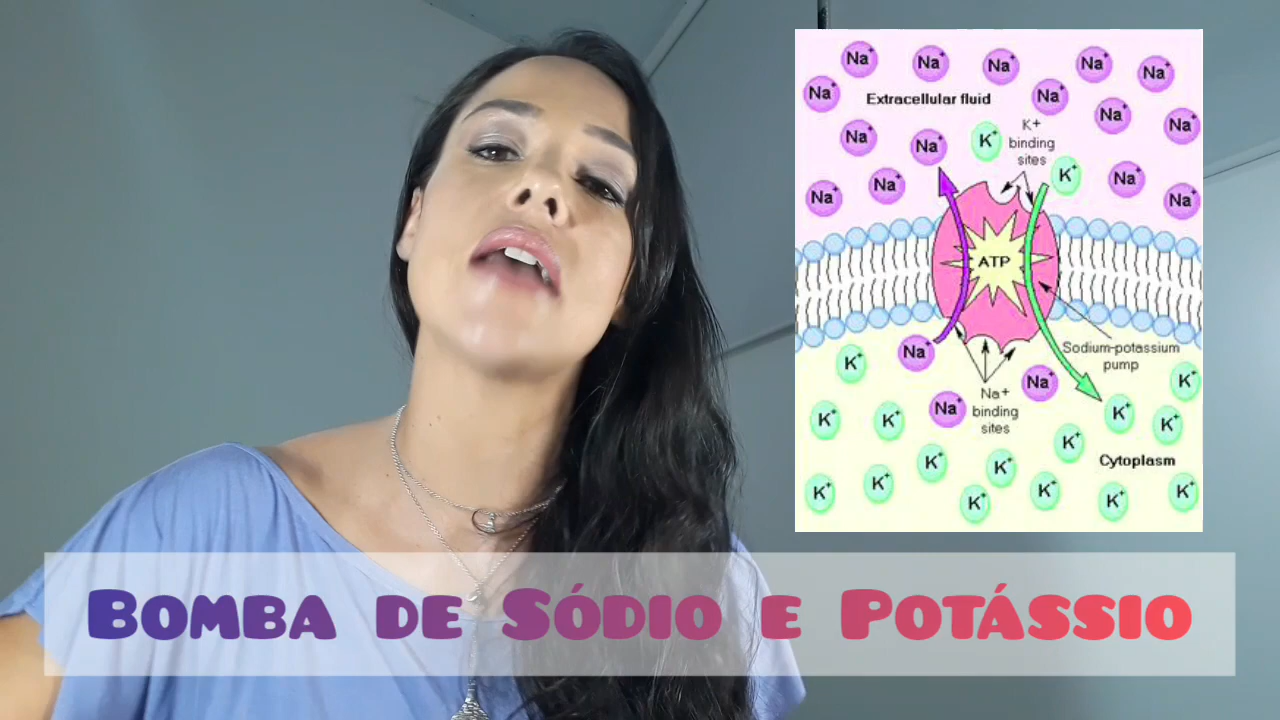 Na+
Na+
Na+
Na+
Na+
Na+
Extracellular fluid
Na+
Na+
Na+
Na+
Na+
K+
K+
binding
sites
K+
Na+
Na+
Na+
Na+
ATP
Na+
K+
Sodium-potassium
pump
Na+
K+
Na+
binding
sites
Na+
K+
K+
K+
K+
K+
Cytoplasm
K+
K+
K+
K+
K+
K+
K+
K+
Bomba de Sódio e Potássio